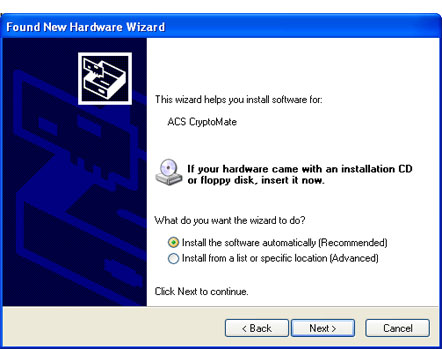 Found New Hardware Wizard
This wizard helps you install software for:
ACS CryptoMate
If your hardware came with an installation CD
or floppy disk, insert it now.
What do you want the wizard to do?
Install the software automatically (Recommended)
Install from a list or specific location (Advanced)
Click Next to continue.
< Back Next > Cancel